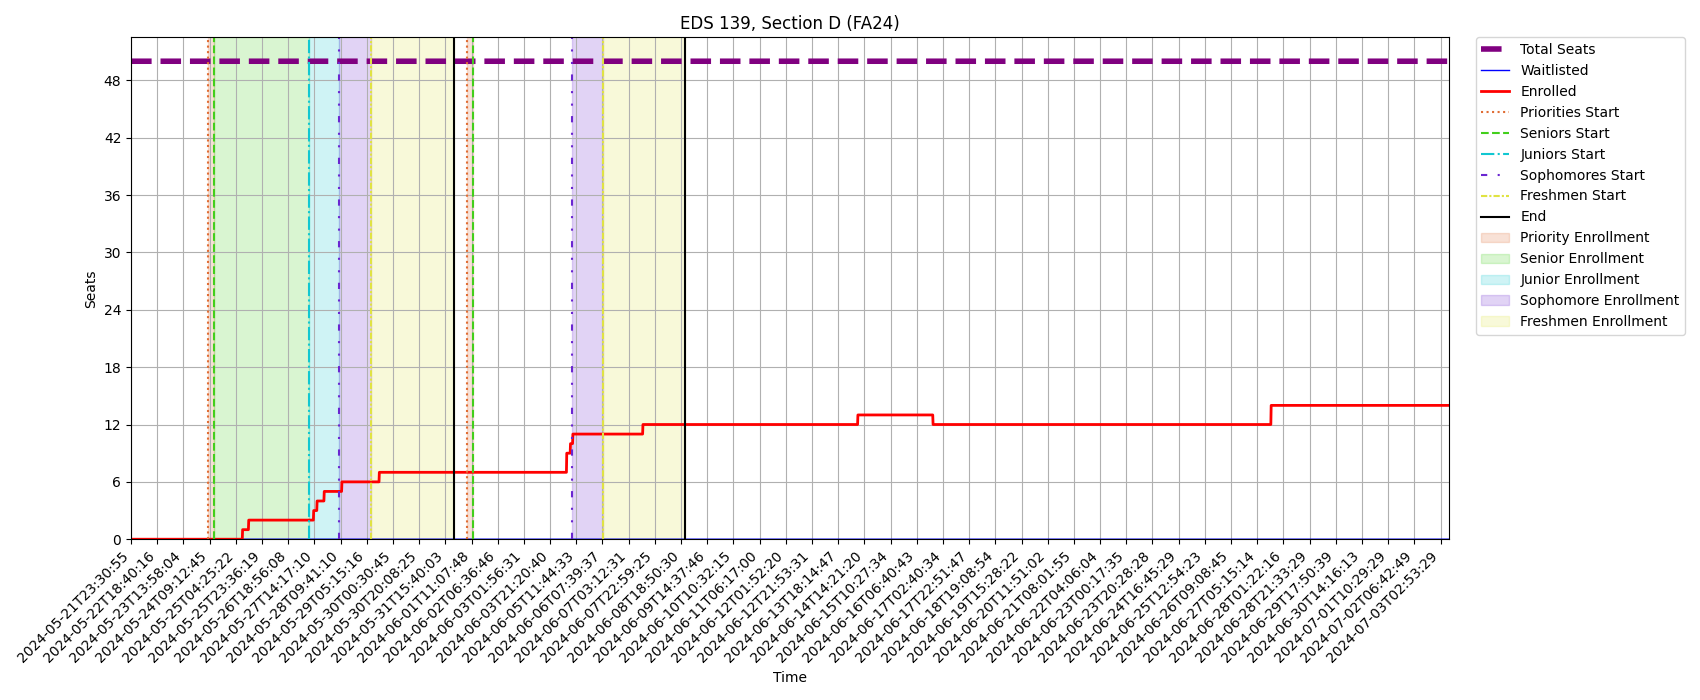 EDS 139, Section D (FA24)
Total Seats
Waitlisted
Enrolled
Priorities Start
Seniors Start
Juniors Start
Sophomores Start
Freshmen Start
End
Priority Enrollment
Senior Enrollment
Junior Enrollment
Sophomore Enrollment
Freshmen Enrollment
Seats
48
42
36
30
24
18
12
6
0
2024-05-21T23:30:55
2024-05-22T18:40:16
2024-05-23T13:58:04
2024-05-24T09:12:45
2024-05-25T04:25:22
2024-05-25T23:36:19
2024-05-26T18:56:08
2024-05-27T14:17:10
2024-05-28T09:41:10
2024-05-29T05:15:16
2024-05-30T00:30:45
2024-05-30T20:08:25
2024-05-31T15:40:03
2024-06-01T11:07:48
2024-06-02T06:36:46
2024-06-03T01:56:31
2024-06-03T21:20:40
2024-06-05T11:44:33
2024-06-06T07:39:37
2024-06-07T03:12:31
2024-06-07T22:59:25
2024-06-08T18:50:30
2024-06-09T14:37:46
2024-06-10T10:32:15
2024-06-11T06:17:00
2024-06-12T01:52:20
2024-06-12T21:53:31
2024-06-13T18:14:47
2024-06-14T14:21:20
2024-06-15T10:27:34
2024-06-16T06:40:43
2024-06-17T02:40:34
2024-06-17T22:51:47
2024-06-18T19:08:54
2024-06-19T15:28:22
2024-06-20T11:51:02
2024-06-21T08:01:55
2024-06-22T04:06:04
2024-06-23T00:17:35
2024-06-23T20:28:28
2024-06-24T16:45:29
2024-06-25T12:54:23
2024-06-26T09:08:45
2024-06-27T05:15:14
2024-06-28T01:22:16
2024-06-28T21:33:29
2024-06-29T17:50:39
2024-06-30T14:16:13
2024-07-01T10:29:29
2024-07-02T06:42:49
2024-07-03T02:53:29
Time